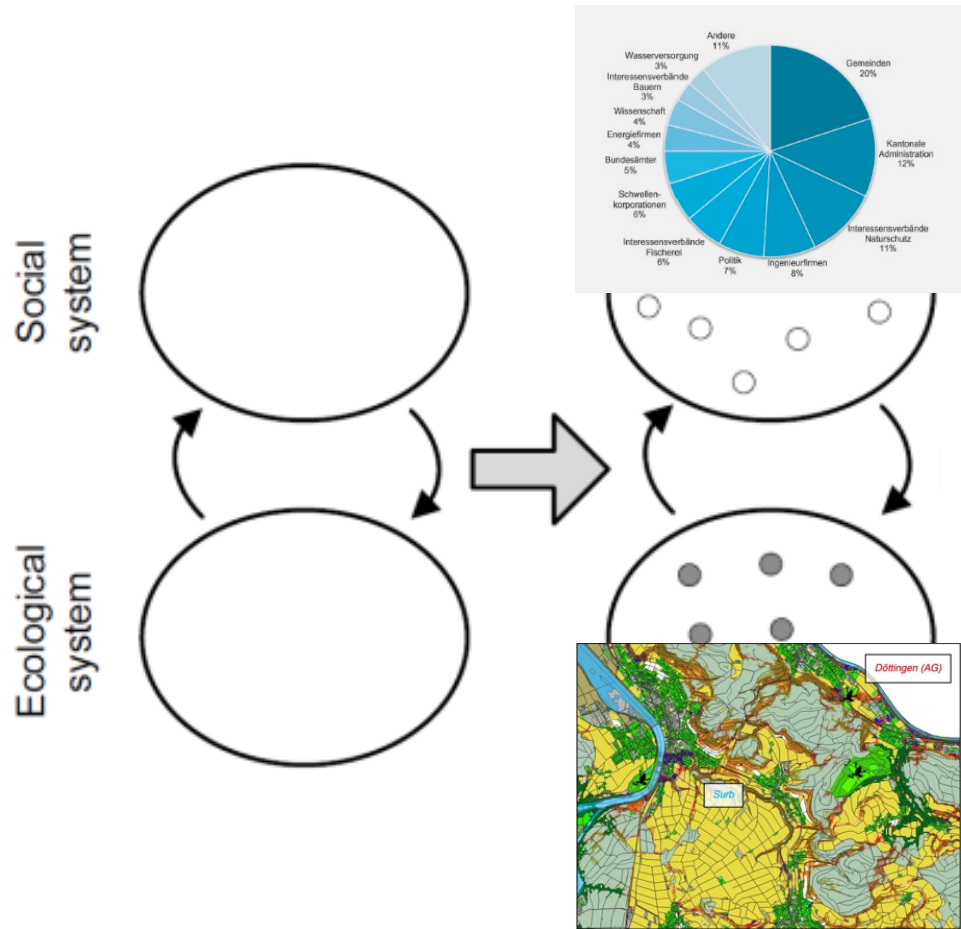 Social
system
Ecological
system
Andere
11%
Gemeinden
20%
Kantonale
Administration
12%
Interessensverbände
Naturschutz
11%
Ingenieurfirmen
8%
Politik
7%
Interessensverbände
Fischerei
6%
Schwellen-
korporationen
6%
Bundesämter
5%
Energiefirmen
4%
Wissenschaft
4%
Interessensverbände
Bauern
3%
Wasserversorgung
3%
Döttingen (AG)
Surb